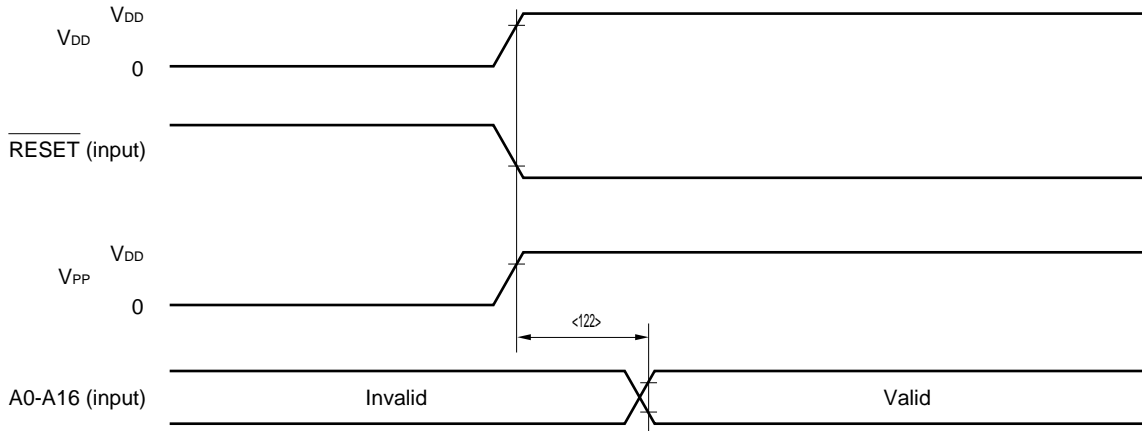 VDD
VDD
0
RESET (input)
VDD
VPP
0
<122>
A0-A16 (input)
Invalid
Valid